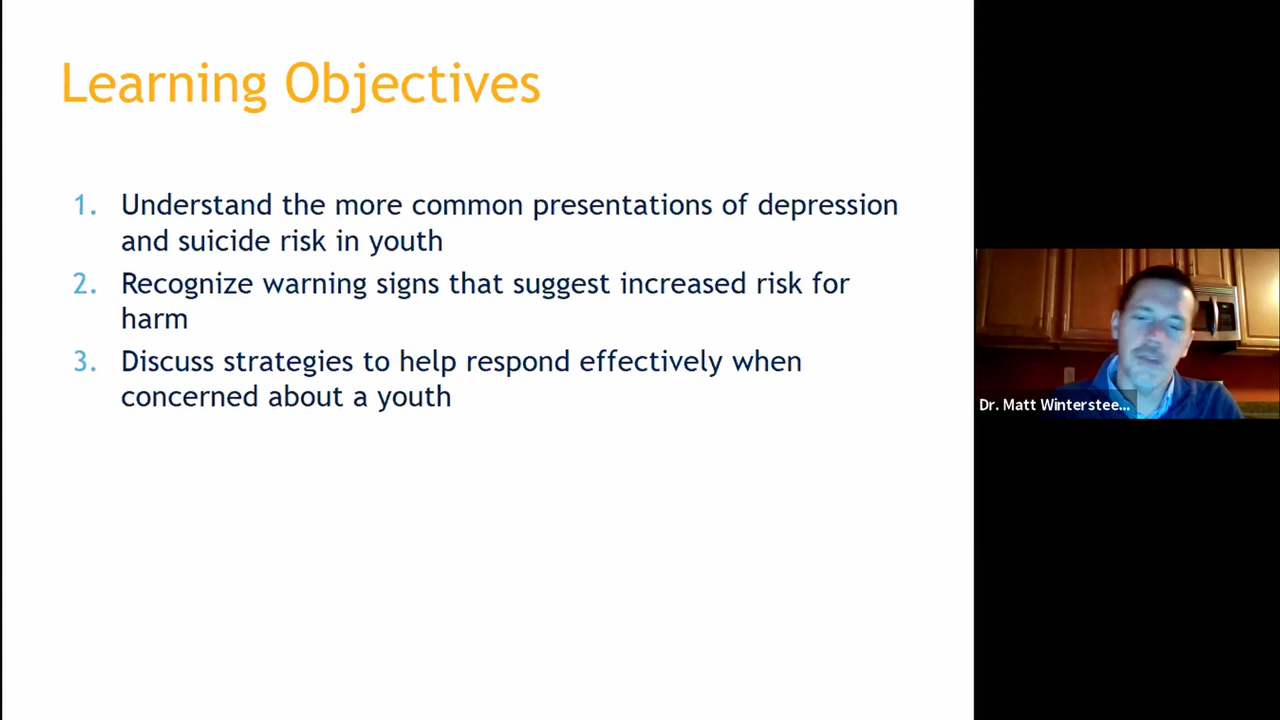 Learning Objectives
1. Understand the more common presentations of depression
and suicide risk in youth
2. Recognize warning signs that suggest increased risk for
harm
3. Discuss strategies to help respond effectively when
concerned about a youth
Dr. Matt Winterstee...